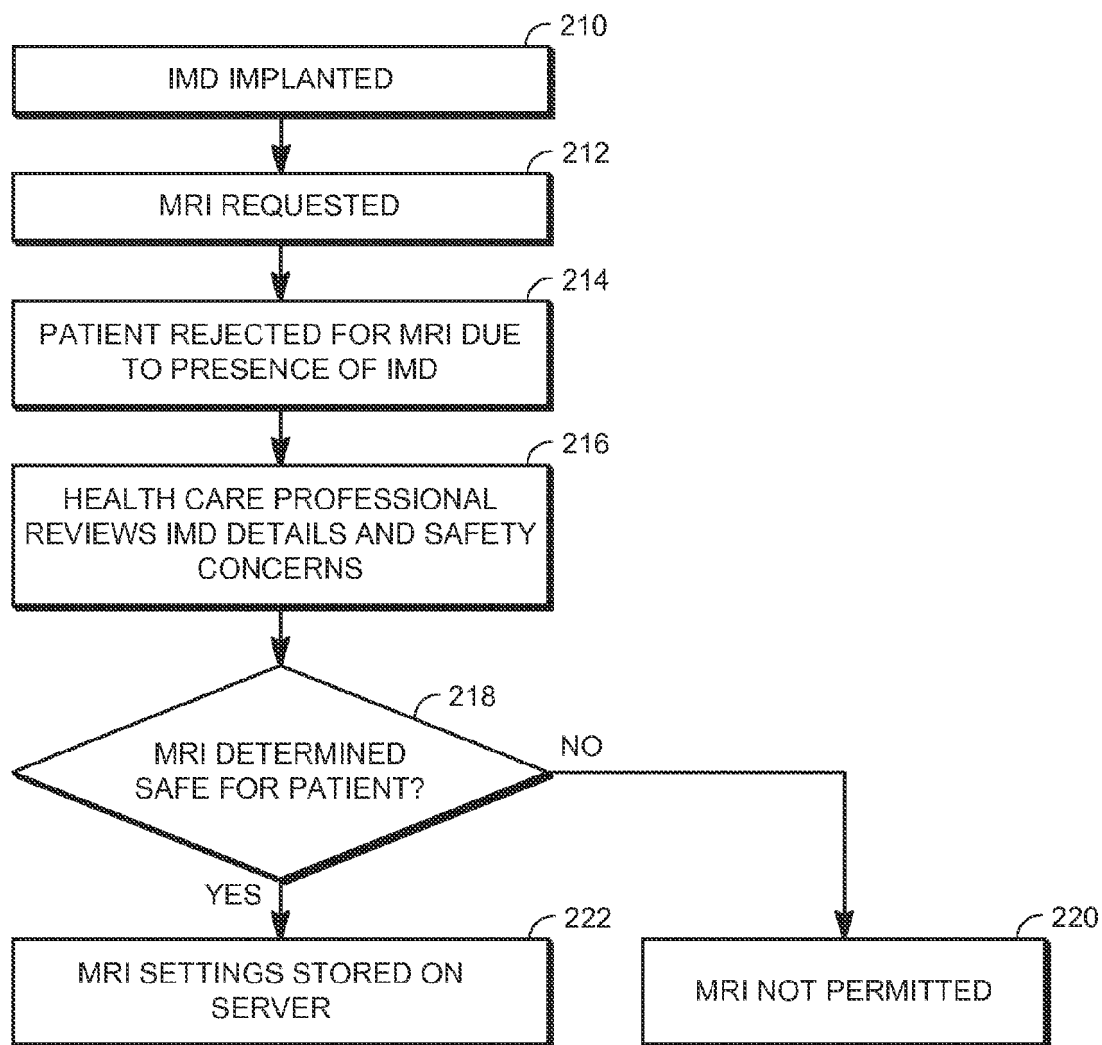 210
IMD IMPLANTED
212
MRI REQUESTED
214
PATIENT REJECTED FOR MRI DUE
TO PRESENCE OF IMD
216
HEALTH CARE PROFESSIONAL
REVIEWS IMD DETAILS AND SAFETY
CONCERNS
218
MRI DETERMINED
SAFE FOR PATIENT?
NO
YES
222
MRI SETTINGS STORED ON
SERVER
220
MRI NOT PERMITTED